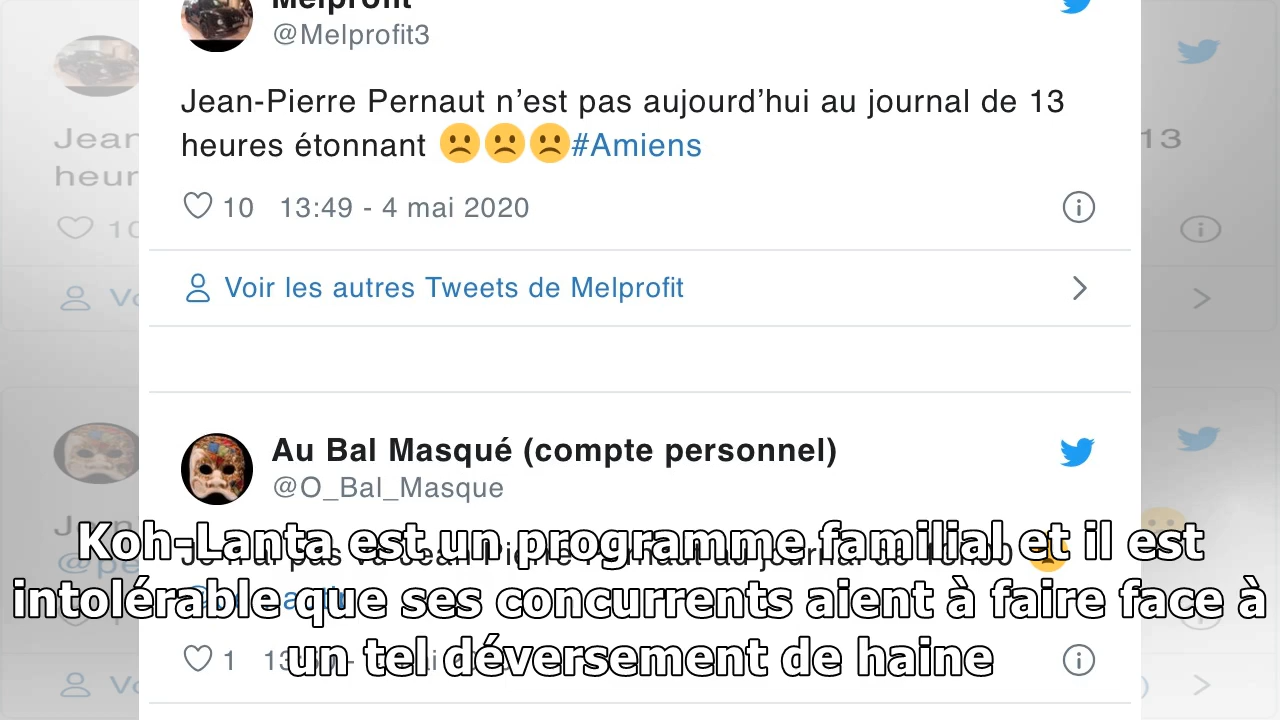 Melprofit
@Melprofit3
Jean-Pierre Pernaut n’est pas aujourd’hui au journal de 13
heures étonnant 🙁🙁🙁#Amiens
10 13:49 - 4 mai 2020
Voir les autres Tweets de Melprofit
Au Bal Masqué (compte personnel)
@O_Bal_Masque
Koh-Lanta est un programme familial et il est
intolérable que ses concurrents aient à faire face à
un tel déversement de haine
1